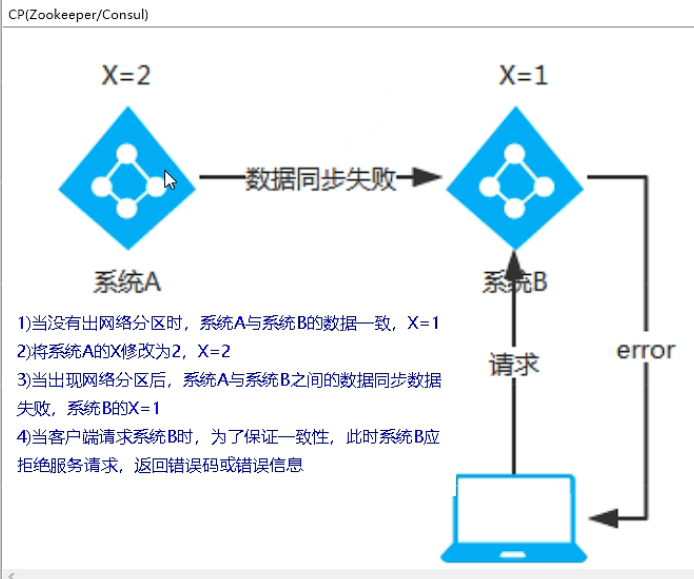 CP(Zookeeper/Consul)
X=2
X=1
数据同步失败
系统A
系统B
1)当没有出网络分区时，系统A与系统B的数据一致，X=1
2)将系统A的X修改为2，X=2
3)当出现网络分区后，系统A与系统B之间的数据同步数据
失败，系统B的X=1
4)当客户端请求系统B时，为了保证一致性，此时系统B应
拒绝服务请求，返回错误码或错误信息
请求
error